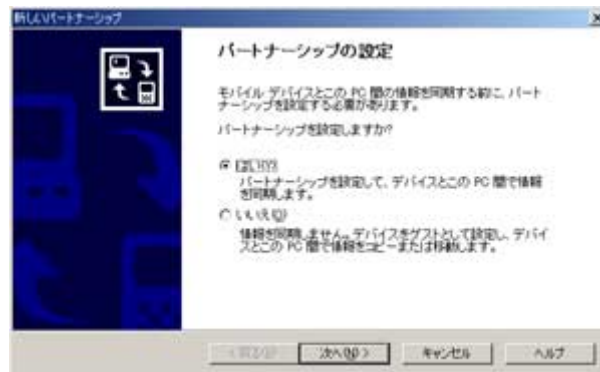 新しいパートナーシップ
パートナーシップの設定
モバイル デバイスとこの PC 間の情報を同期する前に、パート
ナーシップを設定する必要があります。
パートナーシップを設定しますか?
はい(Y)
パートナーシップを設定して、デバイスとこの PC 間で情報
を同期します。
いいえ(O)
情報を同期しません。デバイスをゲストとして設定し、デバイ
スとこの PC 間で情報をコピーまたは移動します。
< 戻る(B) 次へ(N) > キャンセル ヘルプ